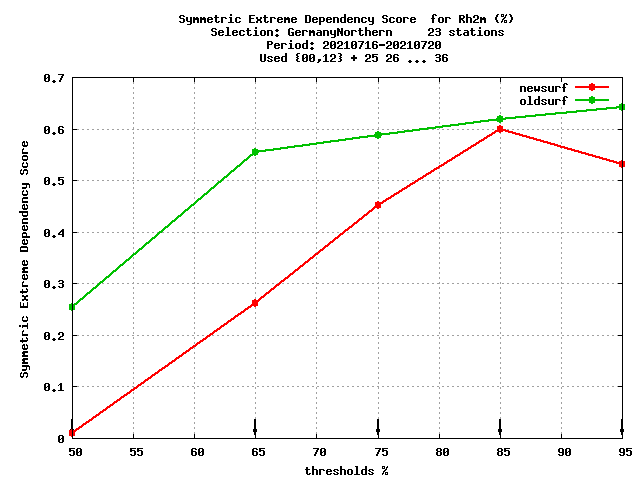 Symmetric Extreme Dependency Score  for Rh2m (%)
Selection: GermanyNorthern     23 stations
Period: 20210716-20210720
Used {00,12} + 25 26 ... 36
newsurf
oldsurf
Symmetric Extreme Dependency Score
0.7
0.6
0.5
0.4
0.3
0.2
0.1
0
50 55 60 65 70 75 80 85 90 95
thresholds %